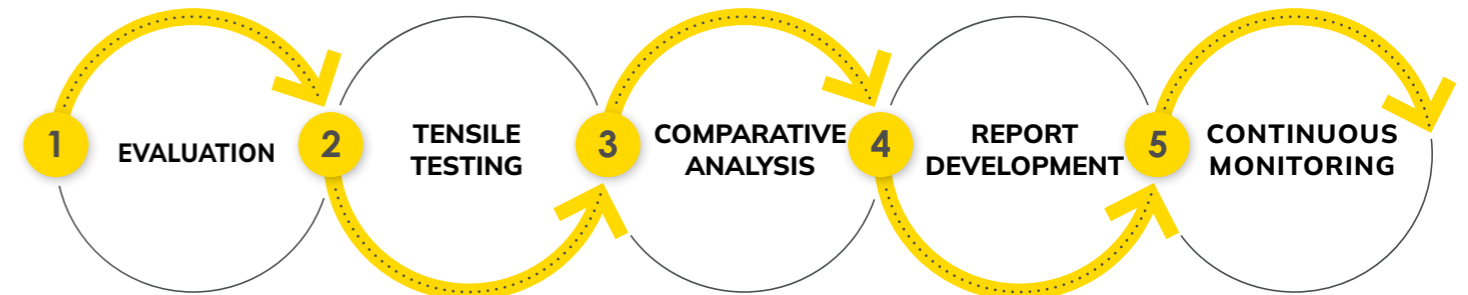 1
EVALUATION
2
TENSILE
TESTING
3
COMPARATIVE
ANALYSIS
4
REPORT
DEVELOPMENT
5
CONTINUOUS
MONITORING